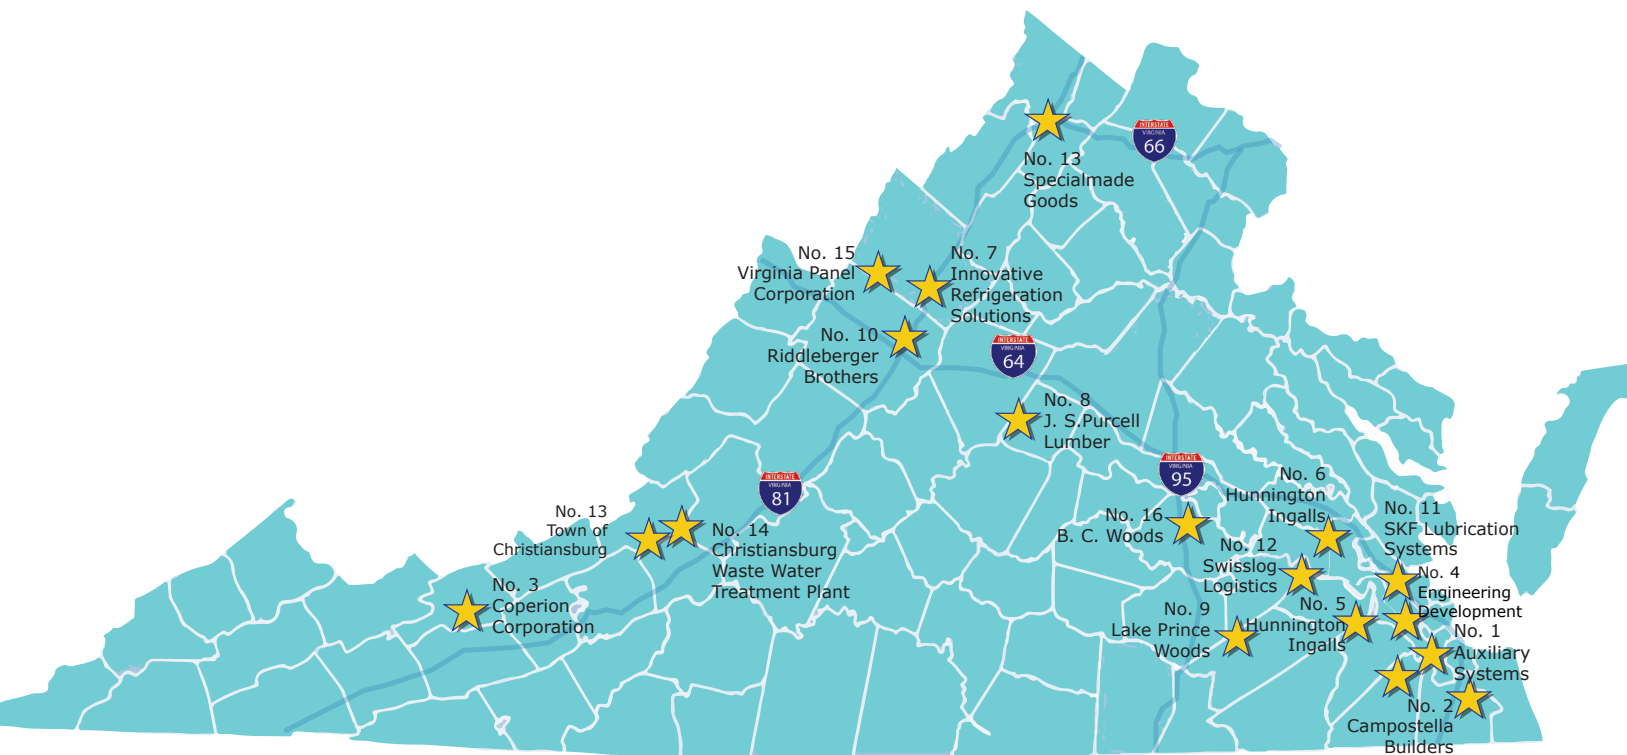 INTERSTATE
VIRGINIA
66
No. 13
Specialmade
Goods
No. 15
Virginia Panel
Corporation
No. 7
Innovative
Refrigeration
Solutions
No. 10
Riddleberger
Brothers
INTERSTATE
VIRGINIA
64
No. 8
J. S.Purcell
Lumber
INTERSTATE
VIRGINIA
95
INTERSTATE
VIRGINIA
81
No. 6
Hunnington
Ingalls
No. 11
SKF Lubrication
Systems
No. 13
Town of
Christiansburg
No. 14
Christiansburg
Waste Water
Treatment Plant
No. 16
B. C. Woods
No. 12
Swisslog
Logistics
No. 3
Coperion
Corporation
No. 4
Engineering
Development
No. 9
Lake Prince
Woods
No. 5
Hunnington
Ingalls
No. 1
Auxiliary
Systems
No. 2
Campostella
Builders